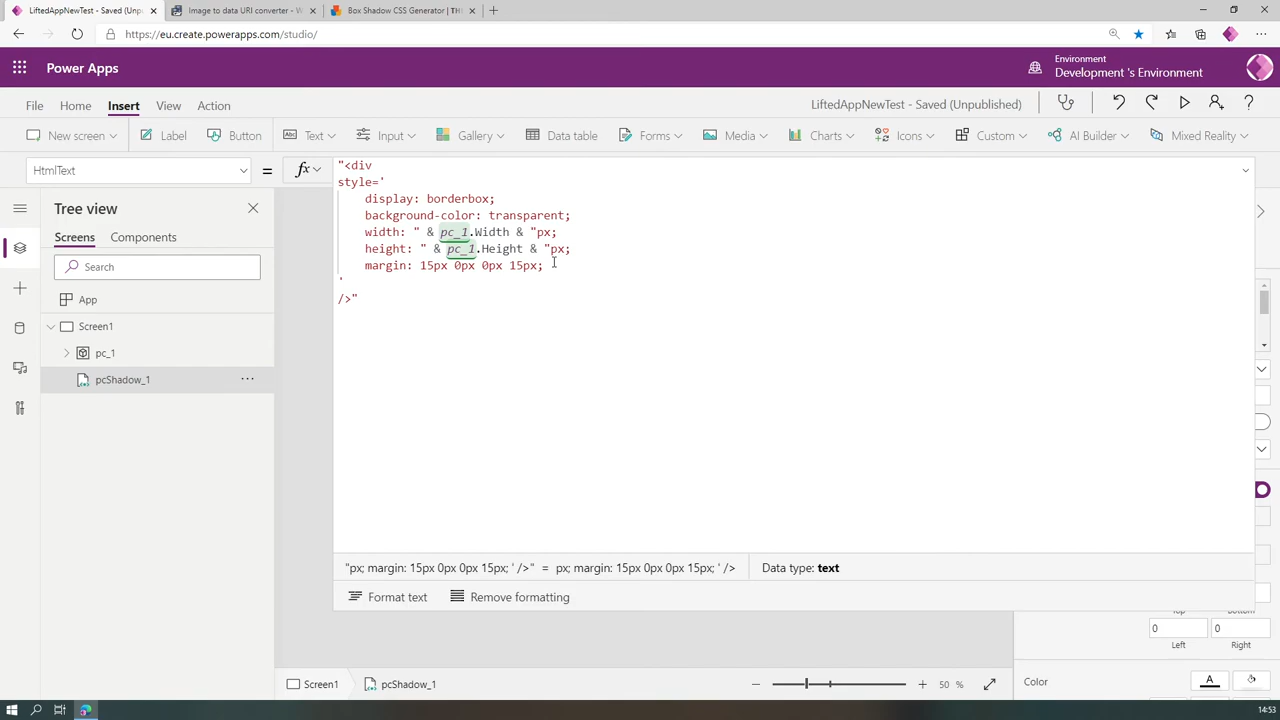 LiftedAppNewTest - Saved (Unpu
Image to data URI converter - W
Box Shadow CSS Generator | TH
https://eu.create.powerapps.com/studio/
Power Apps
Environment
Development 's Environment
File Home Insert View Action
LiftedAppNewTest - Saved (Unpublished)
New screen Label Button Text Input Gallery Data table Forms Media Charts Icons Custom AI Builder Mixed Reality
HtmlText
= fx
"<div
style='
display: borderbox;
background-color: transparent;
width: " & pc_1.Width & "px;
height: " & pc_1.Height & "px;
margin: 15px 0px 0px 15px;
'
/>"
Tree view
Screens Components
Search
App
Screen1
pc_1
pcShadow_1
"px; margin: 15px 0px 0px 15px; ' />" = px; margin: 15px 0px 0px 15px; ' />
Data type: text
Format text Remove formatting
Top Bottom
0 0
Left Right
Color A
Screen1 pcShadow_1
50 %
14:53